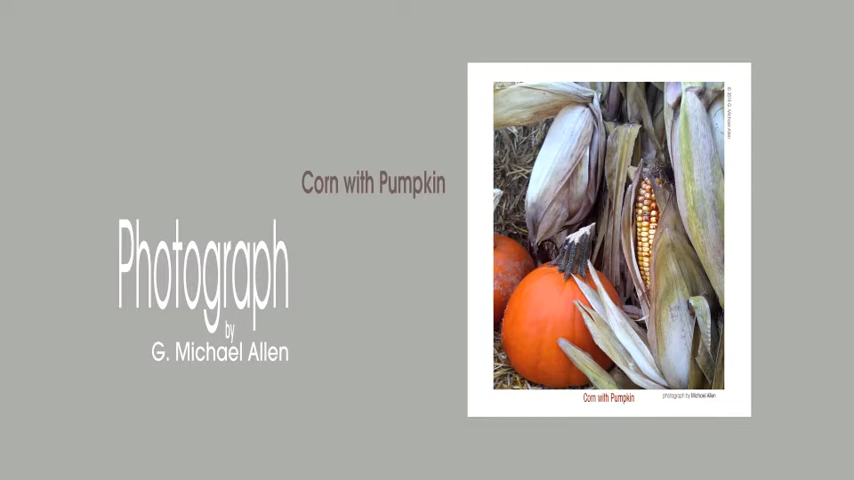 Corn with Pumpkin
Photograph
by
G. Michael Allen
Corn with Pumpkin
photograph by Michael Allen